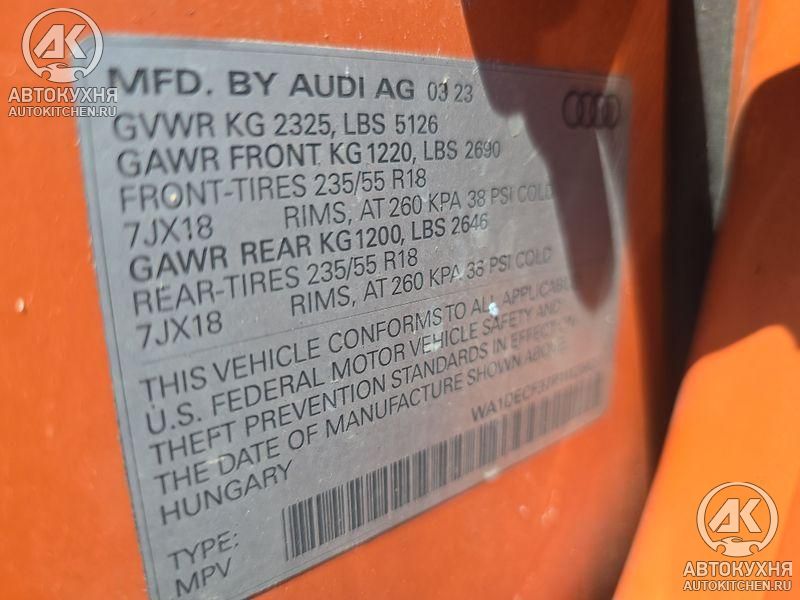 АК
АВТОКУХНЯ
AUTOKITCHEN.RU
MFD. BY AUDI AG 03 23
GVWR KG 2325, LBS 5126
GAWR FRONT KG 1220, LBS 2690
FRONT-TIRES 235/55 R18
7JX18 RIMS, AT 260 KPA 38 PSI COLD
GAWR REAR KG 1200, LBS 2646
REAR-TIRES 235/55 R18
7JX18 RIMS, AT 260 KPA 38 PSI COLD
THIS VEHICLE CONFORMS TO ALL APPLICABLE
U.S. FEDERAL MOTOR VEHICLE SAFETY AND
THEFT PREVENTION STANDARDS IN EFFECT ON
THE DATE OF MANUFACTURE SHOWN ABOVE.
HUNGARY
TYPE:
MPV
АК
АВТОКУХНЯ
AUTOKITCHEN.RU